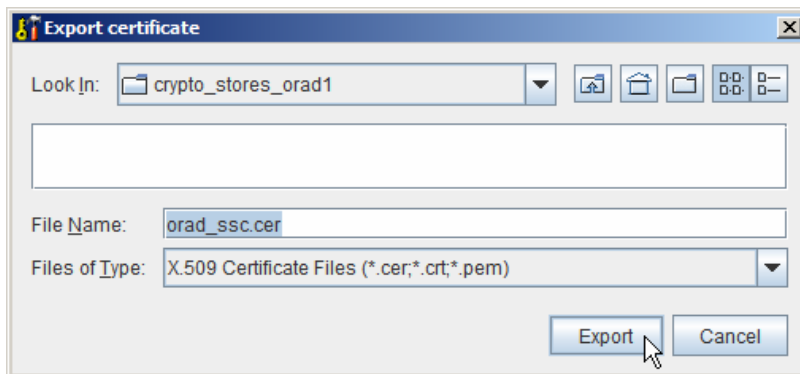 Export certificate
Look In: crypto_stores_orad1
File Name: orad_ssc.cer
Files of Type: X.509 Certificate Files (*.cer;*.crt;*.pem)
Export Cancel